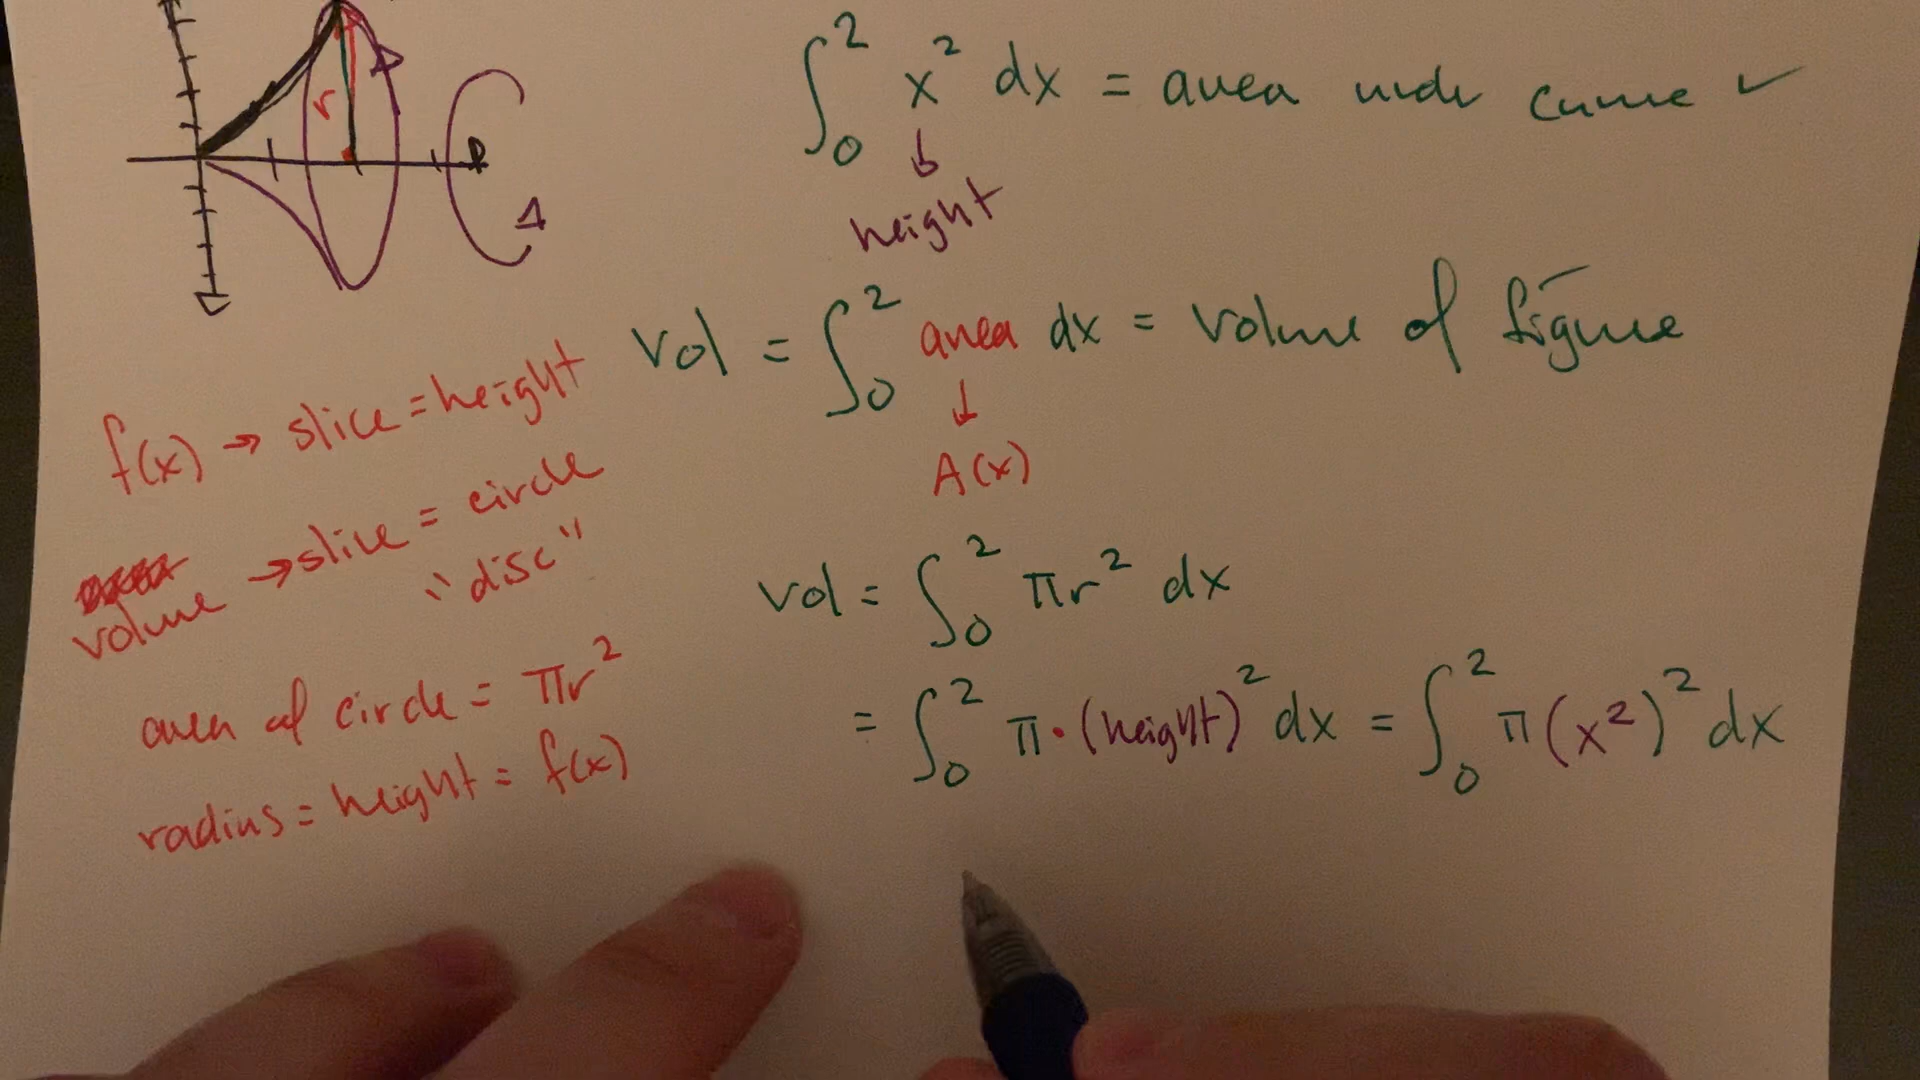 r
∫₀² x² dx = area under curve ✓
↓
height
vol = ∫₀² area dx = volume of figure
↓
A(x)
f(x) → slice = height
volume → slice = circle
"disc"
area of circle = πr²
radius = height = f(x)
vol = ∫₀² πr² dx
= ∫₀² π · (height)² dx = ∫₀² π (x²)² dx